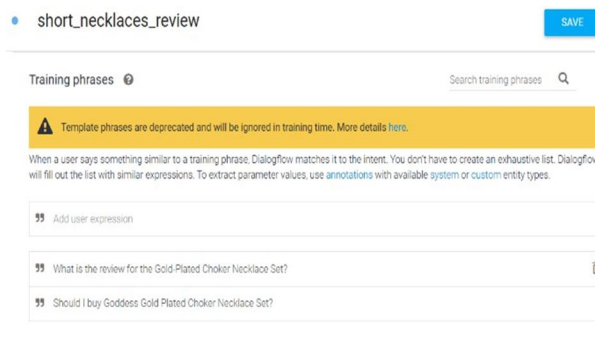 short_necklaces_review
SAVE
Training phrases
Search training phrases
Template phrases are deprecated and will be ignored in training time. More details here.
When a user says something similar to a training phrase, Dialogflow matches it to the intent. You don't have to create an exhaustive list. Dialogflow
will fill out the list with similar expressions. To extract parameter values, use annotations with available system or custom entity types.
Add user expression
What is the review for the Gold-Plated Choker Necklace Set?
Should I buy Goddess Gold Plated Choker Necklace Set?